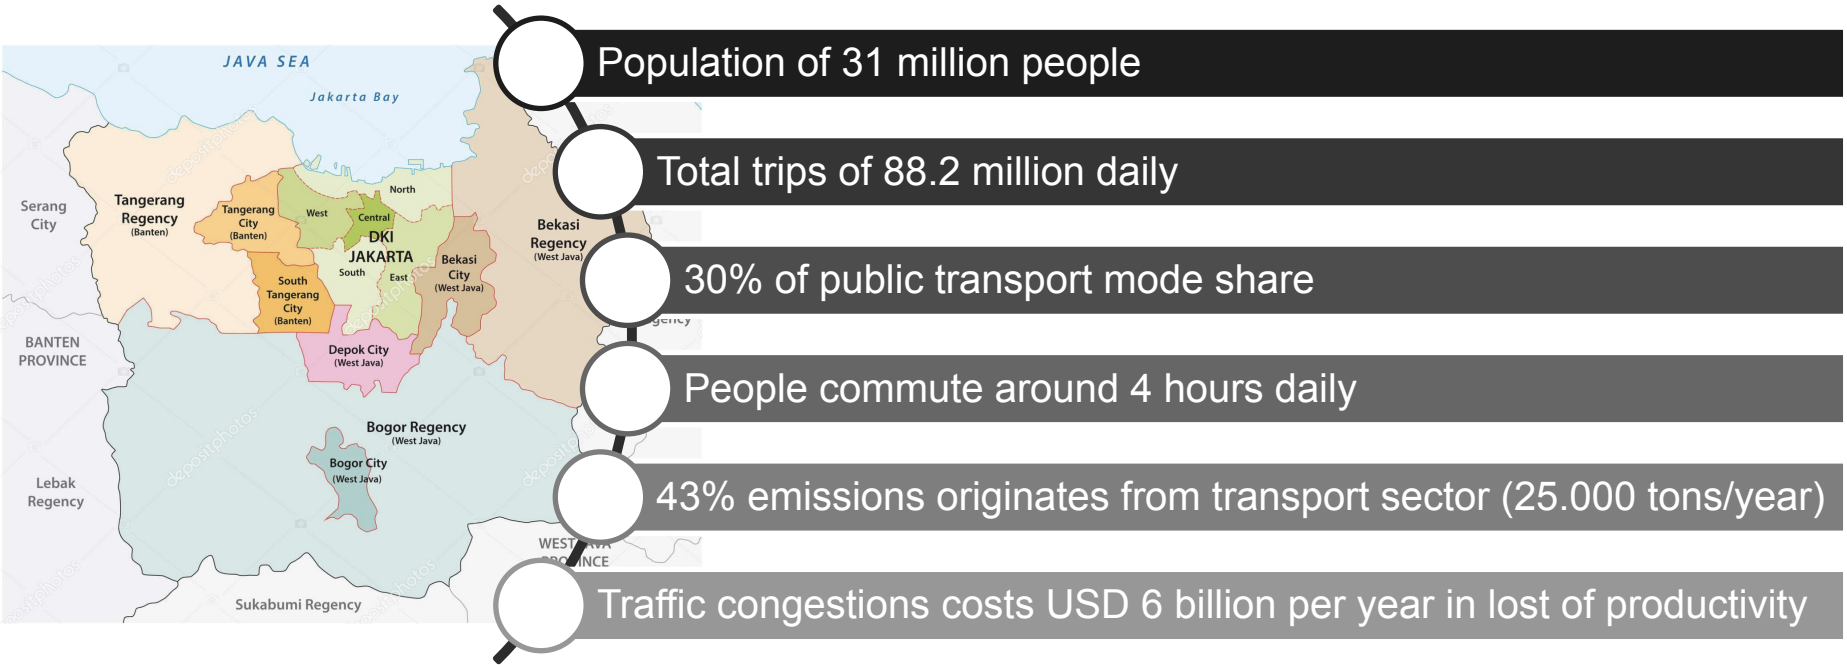 JAVA SEA
Jakarta Bay
Serang
City
Tangerang
Regency
(Banten)
Tangerang
City
(Banten)
West
North
Central
DKI
JAKARTA
South
East
Bekasi
City
(West Java)
Bekasi
Regency
(West Java)
South
Tangerang
City
(Banten)
BANTEN
PROVINCE
Depok City
(West Java)
Bogor Regency
(West Java)
Bogor City
(West Java)
Lebak
Regency
Sukabumi Regency
depositphotos
Population of 31 million people
Total trips of 88.2 million daily
30% of public transport mode share
People commute around 4 hours daily
43% emissions originates from transport sector (25.000 tons/year)
Traffic congestions costs USD 6 billion per year in lost of productivity